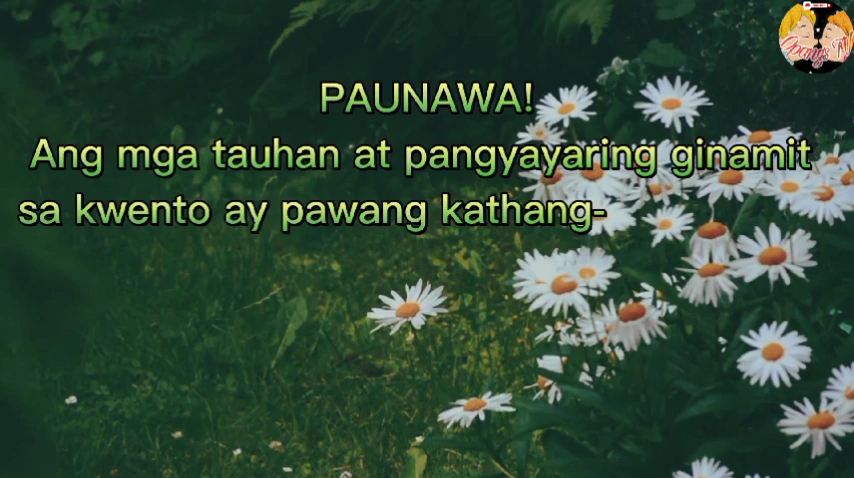 PAUNAWA!
Ang mga tauhan at pangyayaring ginamit
sa kwento ay pawang kathang-